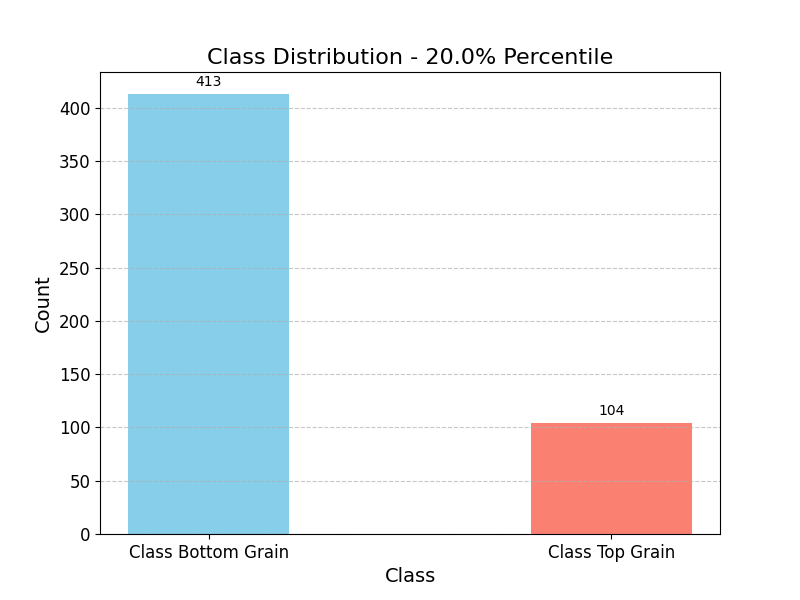 Class Distribution - 20.0% Percentile
413
104
400
350
300
250
200
150
100
50
0
Count
Class Bottom Grain
Class Top Grain
Class